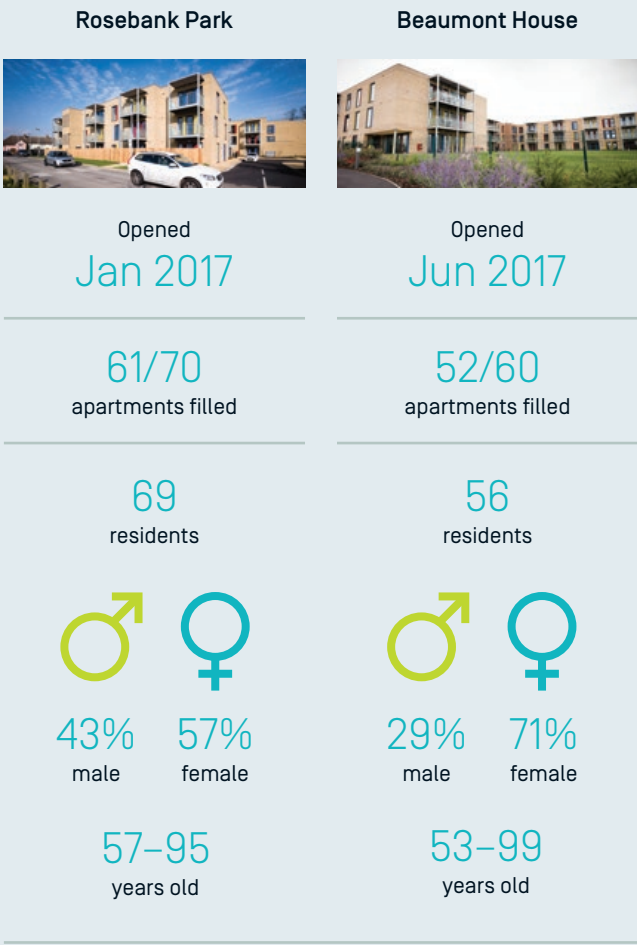 Rosebank Park
Opened
Jan 2017
61/70
apartments filled
69
residents
43%
male
57%
female
57–95
years old
Beaumont House
Opened
Jun 2017
52/60
apartments filled
56
residents
29%
male
71%
female
53–99
years old